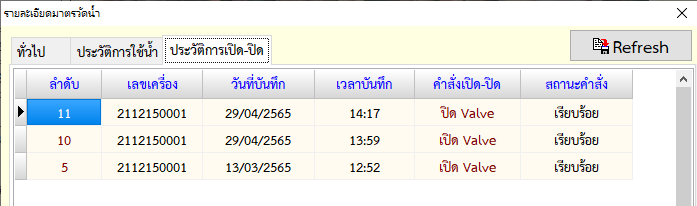 รายละเอียดมาตรวัดน้ำ
ทั่วไป ประวัติการใช้น้ำ ประวัติการเปิด-ปิด Refresh
ลำดับ เลขเครื่อง วันที่บันทึก เวลาบันทึก คำสั่งเปิด-ปิด สถานะคำสั่ง
11 2112150001 29/04/2565 14:17 ปิด Valve เรียบร้อย
10 2112150001 29/04/2565 13:59 เปิด Valve เรียบร้อย
5 2112150001 13/03/2565 12:52 เปิด Valve เรียบร้อย